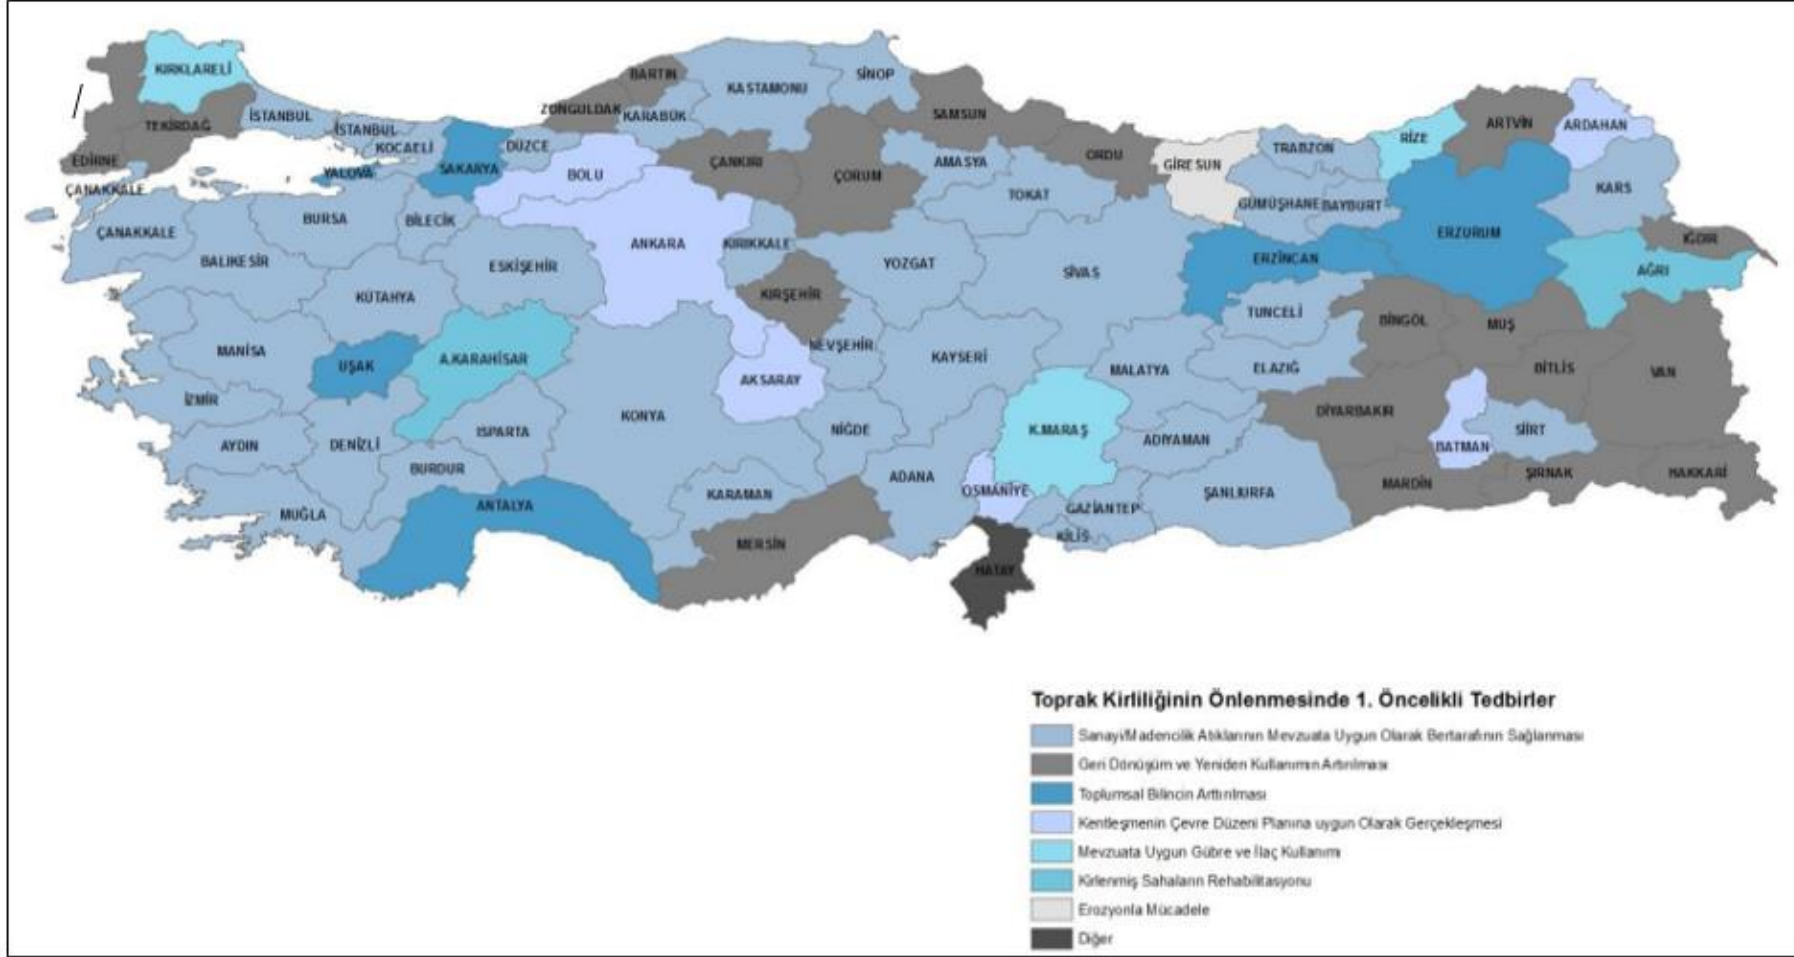 KIRKLARELİ
BARTIN
SİNOP
KASTAMONU
ZONGULDAK
KARABÜK
SAMSUN
ARTVİN
ARDAHAN
TEKİRDAĞ
İSTANBUL
İSTANBUL
KOCAELİ
DÜZCE
RİZE
TRABZON
EDİRNE
YALOVA
SAKARYA
BOLU
ÇANKIRI
ÇORUM
AMASYA
ORDU
GİRESUN
ÇANAKKALE
TOKAT
GÜMÜŞHANE
BAYBURT
KARS
ÇANAKKALE
BURSA
BİLECİK
ANKARA
KIRIKKALE
ERZURUM
IĞDIR
BALIKESİR
ESKİŞEHİR
YOZGAT
SİVAS
ERZİNCAN
AĞRI
KÜTAHYA
KIRŞEHİR
TUNCELİ
BİNGÖL
MUŞ
MANİSA
UŞAK
A.KARAHİSAR
NEVŞEHİR
KAYSERİ
MALATYA
ELAZIĞ
BİTLİS
VAN
AKSARAY
İZMİR
KONYA
DİYARBAKIR
AYDIN
DENİZLİ
ISPARTA
NİĞDE
K.MARAŞ
ADIYAMAN
BATMAN
SİİRT
BURDUR
ADANA
OSMANİYE
KARAMAN
ŞANLIURFA
MARDİN
ŞIRNAK
HAKKARİ
MUĞLA
ANTALYA
GAZİANTEP
MERSİN
KİLİS
HATAY
Toprak Kirliliğinin Önlenmesinde 1. Öncelikli Tedbirler
Sanayi/Madencilik Atıklarının Mevzuata Uygun Olarak Bertarafının Sağlanması
Geri Dönüşüm ve Yeniden Kullanımın Artırılması
Toplumsal Bilincin Arttırılması
Kentleşmenin Çevre Düzeni Planına uygun Olarak Gerçekleşmesi
Mevzuata Uygun Gübre ve İlaç Kullanımı
Kirlenmiş Sahaların Rehabilitasyonu
Erozyonla Mücadele
Diğer